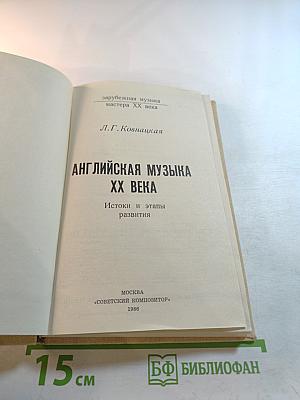 зарубежная музыка
мастера XX века
Л. Г. Ковнацкая
АНГЛИЙСКАЯ МУЗЫКА
XX ВЕКА
Истоки и этапы
развития
МОСКВА
«СОВЕТСКИЙ КОМПОЗИТОР»
1986
15 см
БФ БИБЛИОФАН